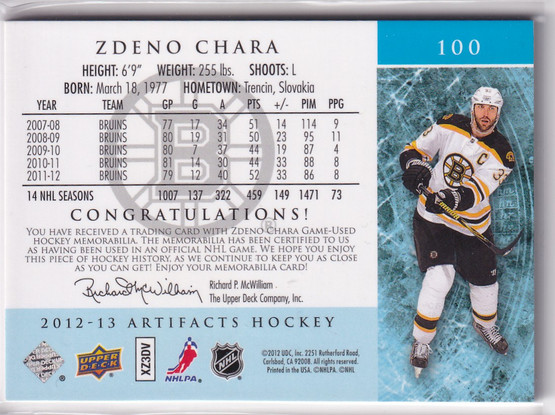 ZDENO CHARA
100
HEIGHT: 6'9" WEIGHT: 255 lbs. SHOOTS: L
BORN: March 18, 1977 HOMETOWN: Trencin, Slovakia
YEAR TEAM GP G A PTS +/- PIM PPG
2007-08 BRUINS 77 17 34 51 14 114 9
2008-09 BRUINS 80 19 31 50 23 95 11
2009-10 BRUINS 80 7 37 44 19 87 4
2010-11 BRUINS 81 14 30 44 33 88 8
2011-12 BRUINS 79 12 40 52 33 86 8
14 NHL SEASONS 1007 137 322 459 149 1471 73
B
®
CONGRATULATIONS!
YOU HAVE RECEIVED A TRADING CARD WITH ZDENO CHARA GAME-USED
HOCKEY MEMORABILIA. THE MEMORABILIA HAS BEEN CERTIFIED TO US
AS HAVING BEEN USED IN AN OFFICIAL NHL GAME. WE HOPE YOU ENJOY
THIS PIECE OF HOCKEY HISTORY, AS WE CONTINUE TO KEEP YOU AS CLOSE
AS YOU CAN GET! ENJOY YOUR MEMORABILIA CARD!
Richard McWilliam
Richard P. McWilliam
The Upper Deck Company, Inc.
2012-13 ARTIFACTS HOCKEY
UPPER DECK
XZ3DV
NHLPA
NHL
©2012 UDC, Inc. 2251 Rutherford Road,
Carlsbad, CA 92008. All rights reserved.
Printed in the USA. ©NHLPA. ©NHL
C
B
33